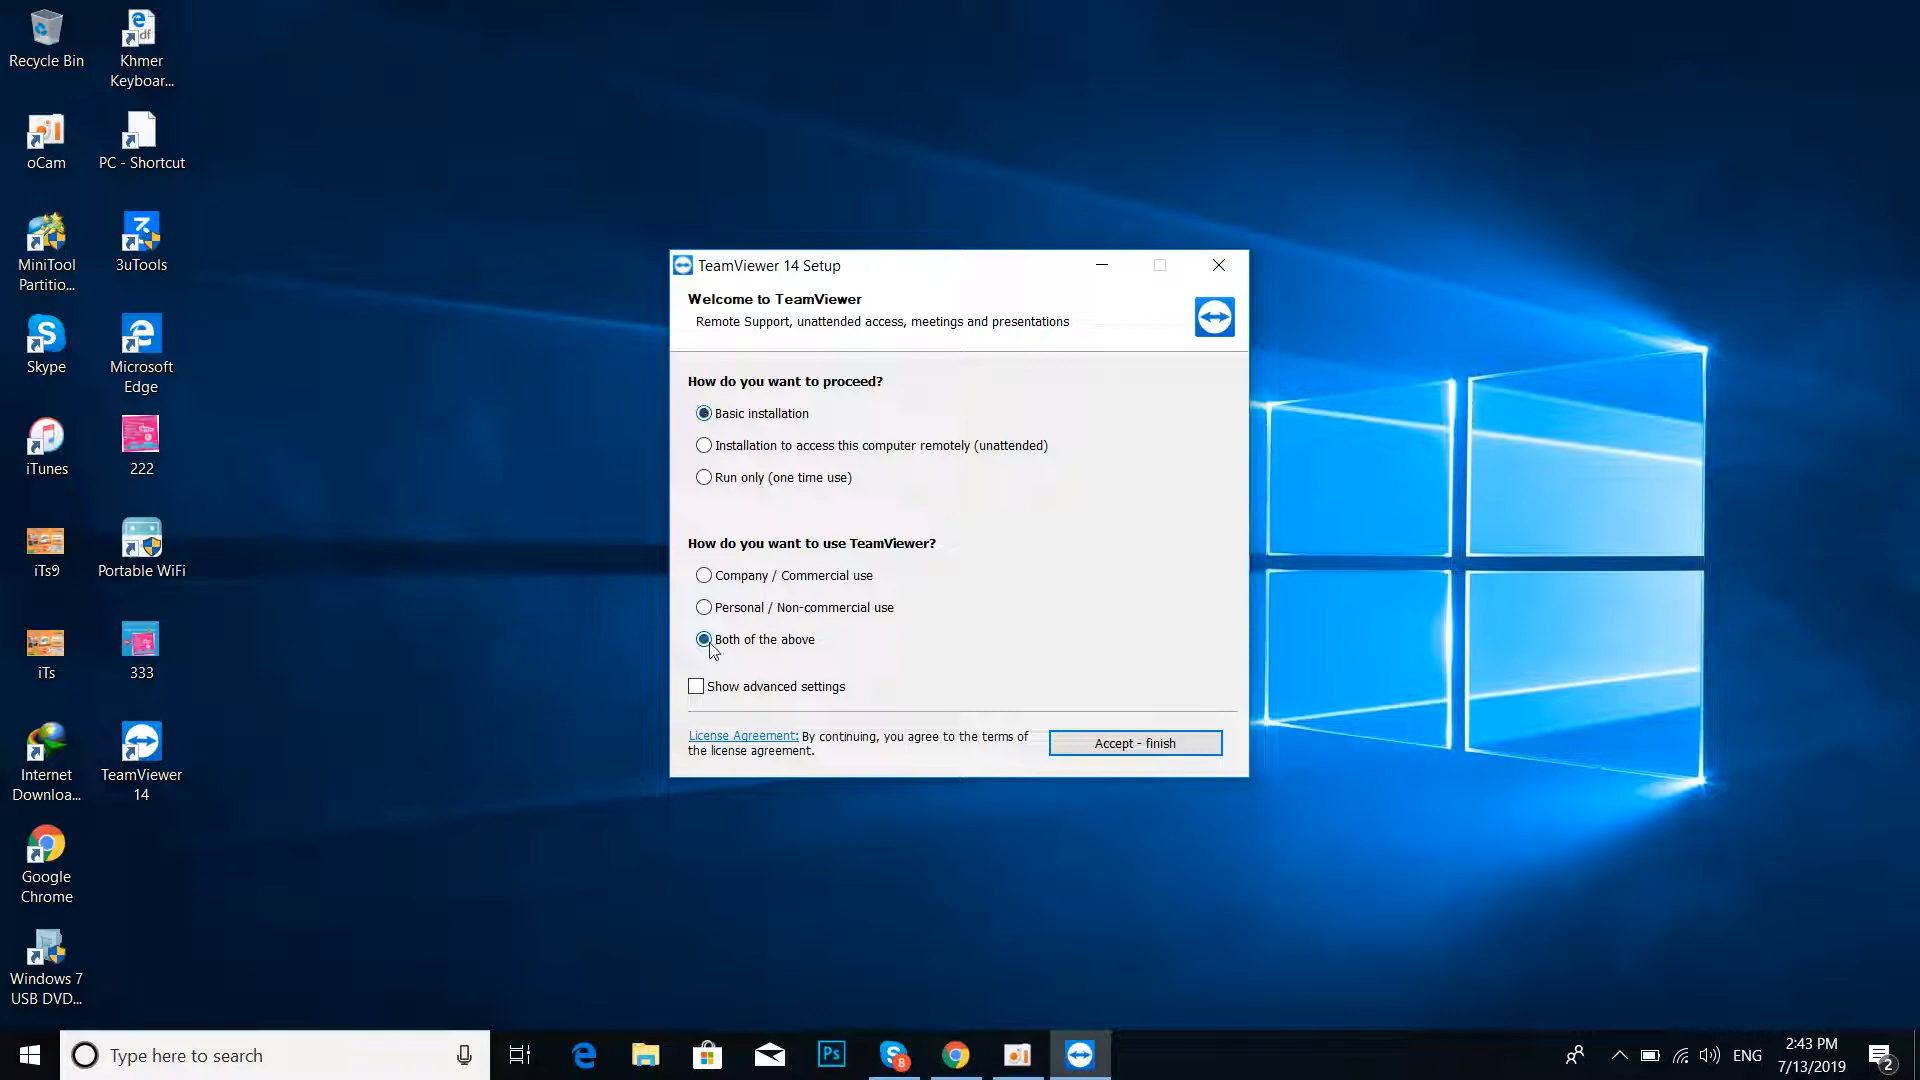 Recycle Bin
Khmer
Keyboar...
oCam
PC - Shortcut
MiniTool
Partitio...
3uTools
Skype
Microsoft
Edge
iTunes
222
iTs9
Portable WiFi
iTs
333
Internet
Downloa...
TeamViewer
14
Google
Chrome
Windows 7
USB DVD...
TeamViewer 14 Setup
Welcome to TeamViewer
Remote Support, unattended access, meetings and presentations
How do you want to proceed?
Basic installation
Installation to access this computer remotely (unattended)
Run only (one time use)
How do you want to use TeamViewer?
Company / Commercial use
Personal / Non-commercial use
Both of the above
Show advanced settings
License Agreement: By continuing, you agree to the terms of
the license agreement.
Accept - finish
Type here to search
Ps
8
ENG
2:43 PM
7/13/2019
2